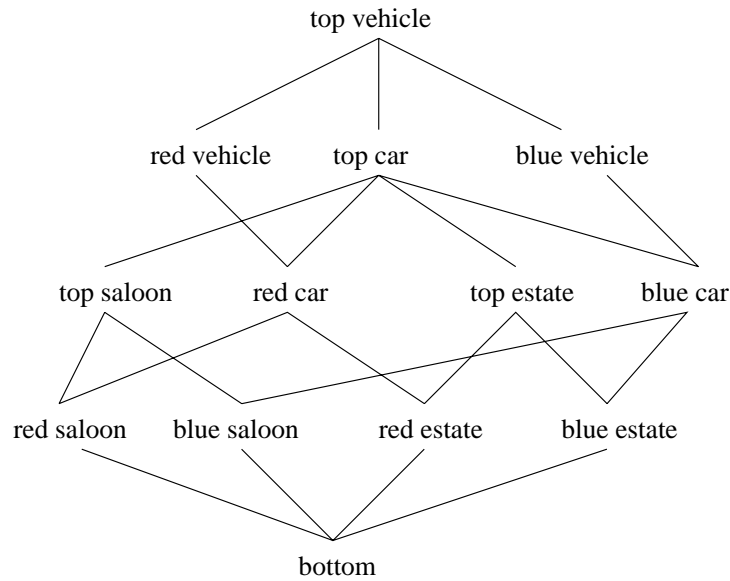 top vehicle
red vehicle top car blue vehicle
top saloon red car top estate blue car
red saloon blue saloon red estate blue estate
bottom